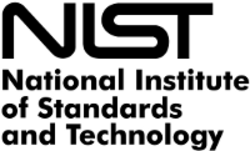 NIST
National Institute
of Standards
and Technology